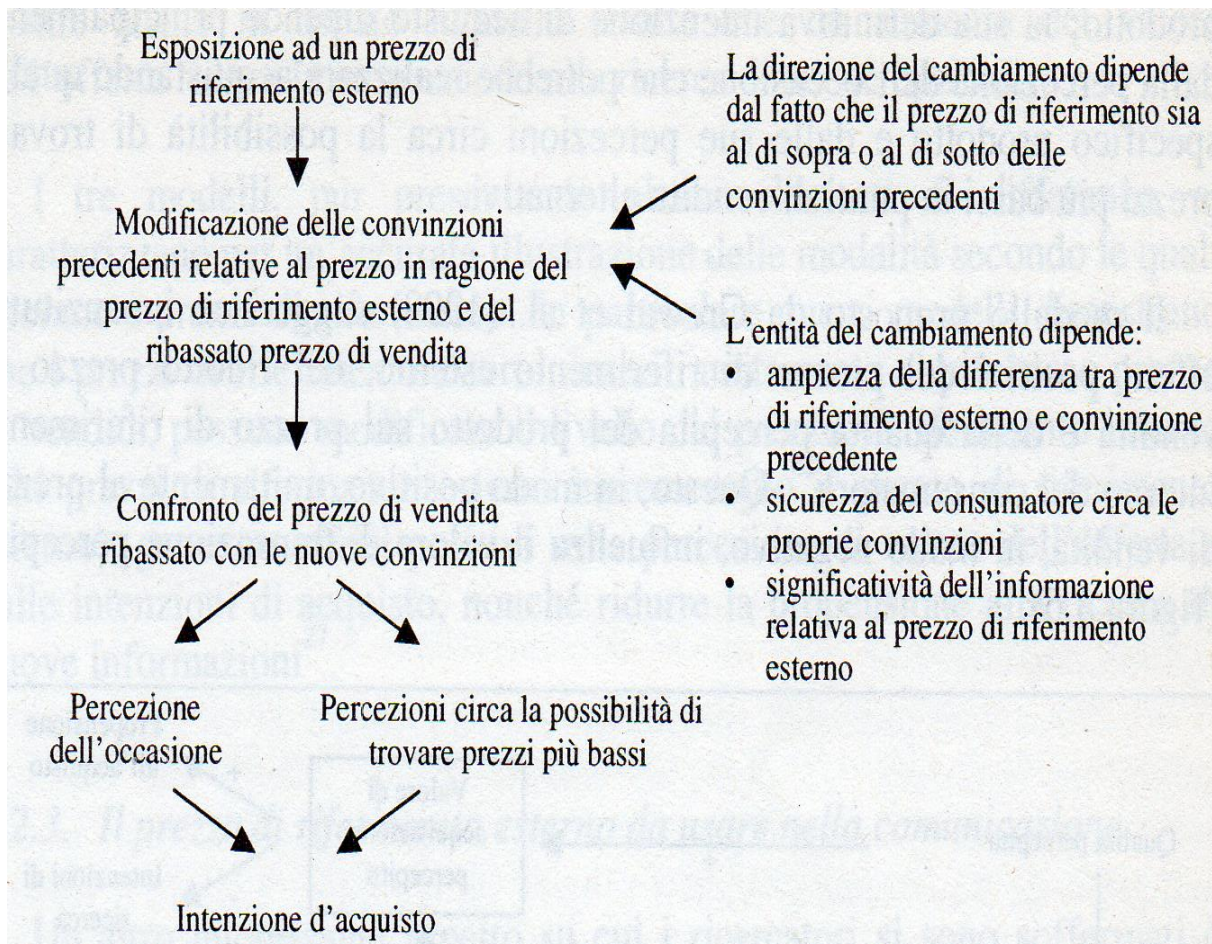 Esposizione ad un prezzo di
riferimento esterno
La direzione del cambiamento dipende
dal fatto che il prezzo di riferimento sia
al di sopra o al di sotto delle
convinzioni precedenti
Modificazione delle convinzioni
precedenti relative al prezzo in ragione del
prezzo di riferimento esterno e del
ribassato prezzo di vendita
L'entità del cambiamento dipende:
• ampiezza della differenza tra prezzo
di riferimento esterno e convinzione
precedente
• sicurezza del consumatore circa le
proprie convinzioni
• significatività dell'informazione
relativa al prezzo di riferimento
esterno
Confronto del prezzo di vendita
ribassato con le nuove convinzioni
Percezione
dell'occasione
Percezioni circa la possibilità di
trovare prezzi più bassi
Intenzione d'acquisto